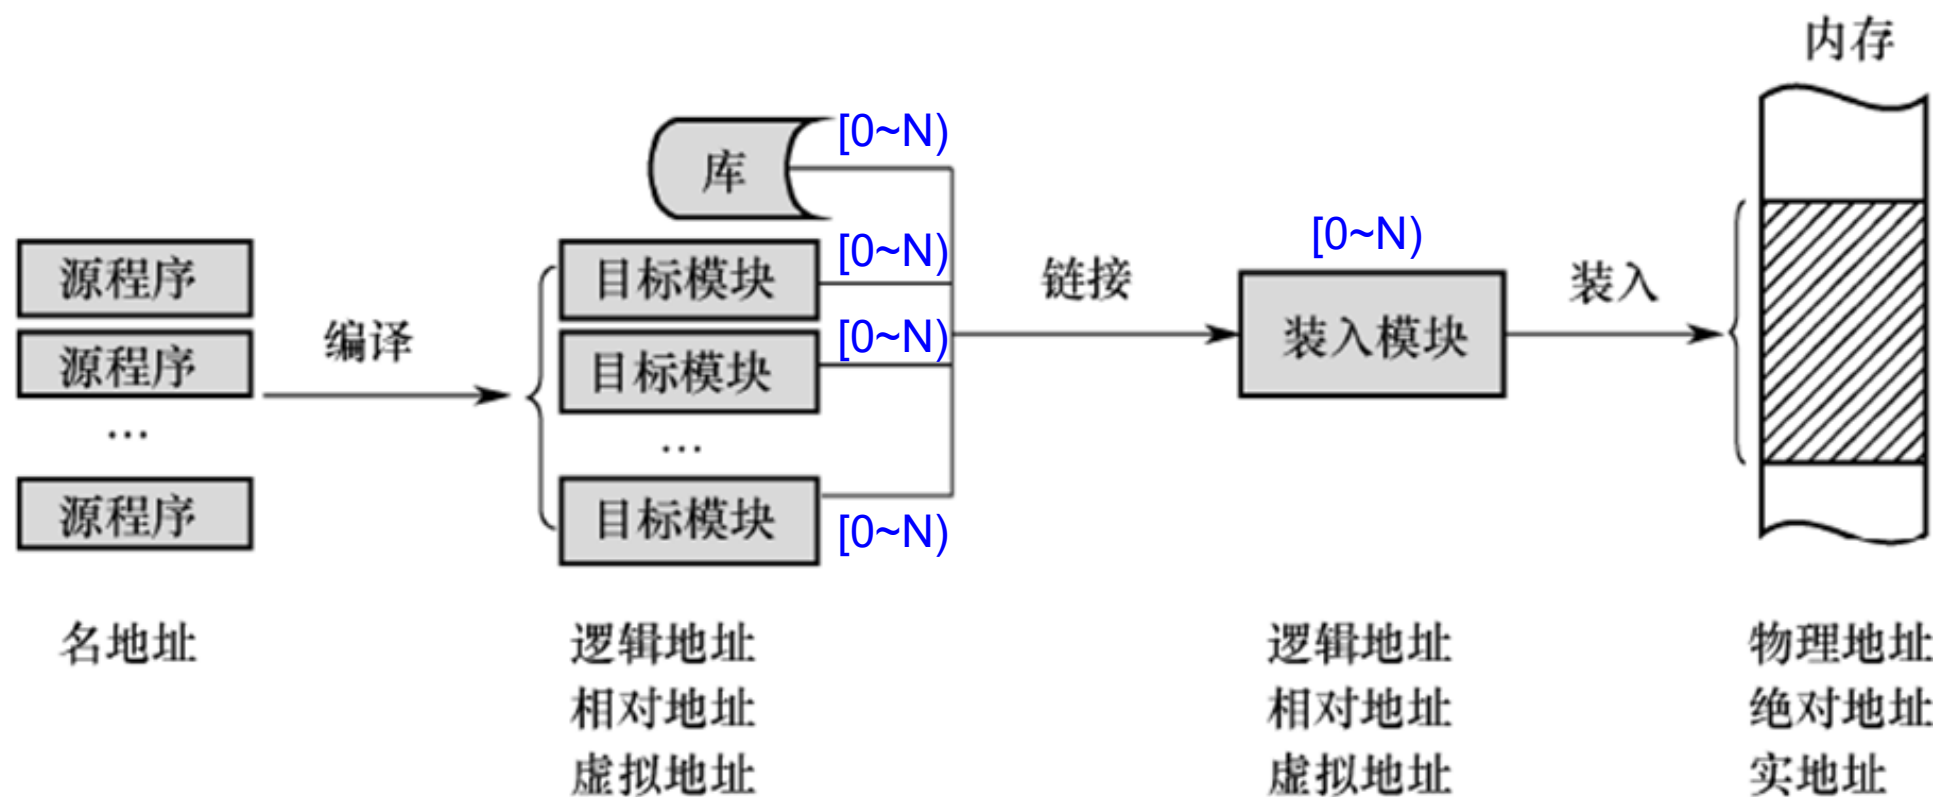 内存
[0~N)
库
[0~N)
源程序
目标模块
[0~N)
源程序
编译
目标模块
[0~N)
链接
装入模块
装入
…
…
源程序
目标模块
[0~N)
名地址
逻辑地址
相对地址
虚拟地址
逻辑地址
相对地址
虚拟地址
物理地址
绝对地址
实地址
[0~N)